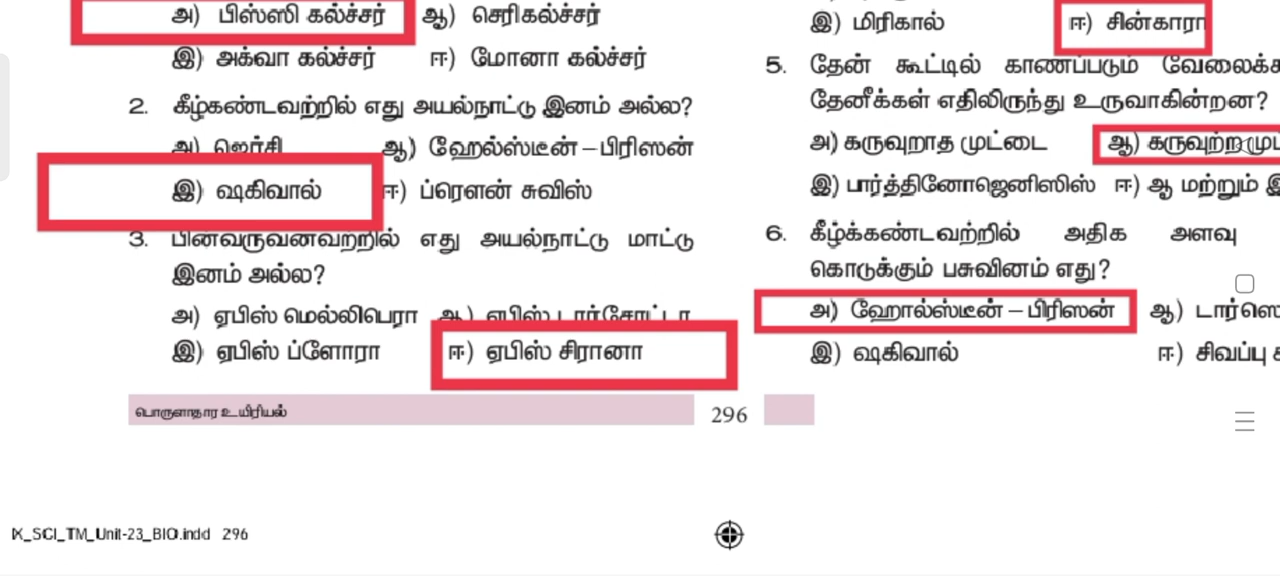 அ) பிஸ்ஸி கல்ச்சர் ஆ) செரிகல்ச்சர்
இ) அக்வா கல்ச்சர் ஈ) மோனா கல்ச்சர்
2. கீழ்கண்டவற்றில் எது அயல்நாட்டு இனம் அல்ல?
அ) ஜெர்சி ஆ) ஹேல்ஸ்டீன் – பிரிஸன்
இ) ஷகிவால் ஈ) ப்ரௌன் சுவிஸ்
3. பின்வருவனவற்றில் எது அயல்நாட்டு மாட்டு
இனம் அல்ல?
அ) ஏபிஸ் மெல்லிபெரா ஆ) ஏபிஸ் டார்சோட்டா
இ) ஏபிஸ் ப்ளோரா ஈ) ஏபிஸ் சிரானா
பொருளாதார உயிரியல் 296
இ) மிரிகால் ஈ) சின்காரா
5. தேன் கூட்டில் காணப்படும்
தேனீக்கள் எதிலிருந்து உருவாகின்றன?
அ) கருவுறாத முட்டை ஆ)
இ) பார்த்தினோஜெனிஸிஸ் ஈ) ஆ மற்றும் இ
6. கீழ்க்கண்டவற்றில் அதிக அளவு
கொடுக்கும் பசுவினம் எது?
அ) ஹோல்ஸ்டீன் – பிரிஸன் ஆ)
இ) ஷகிவால் ஈ) சிவப்பு
IX_SCI_TM_Unit-23_BIO.indd 296